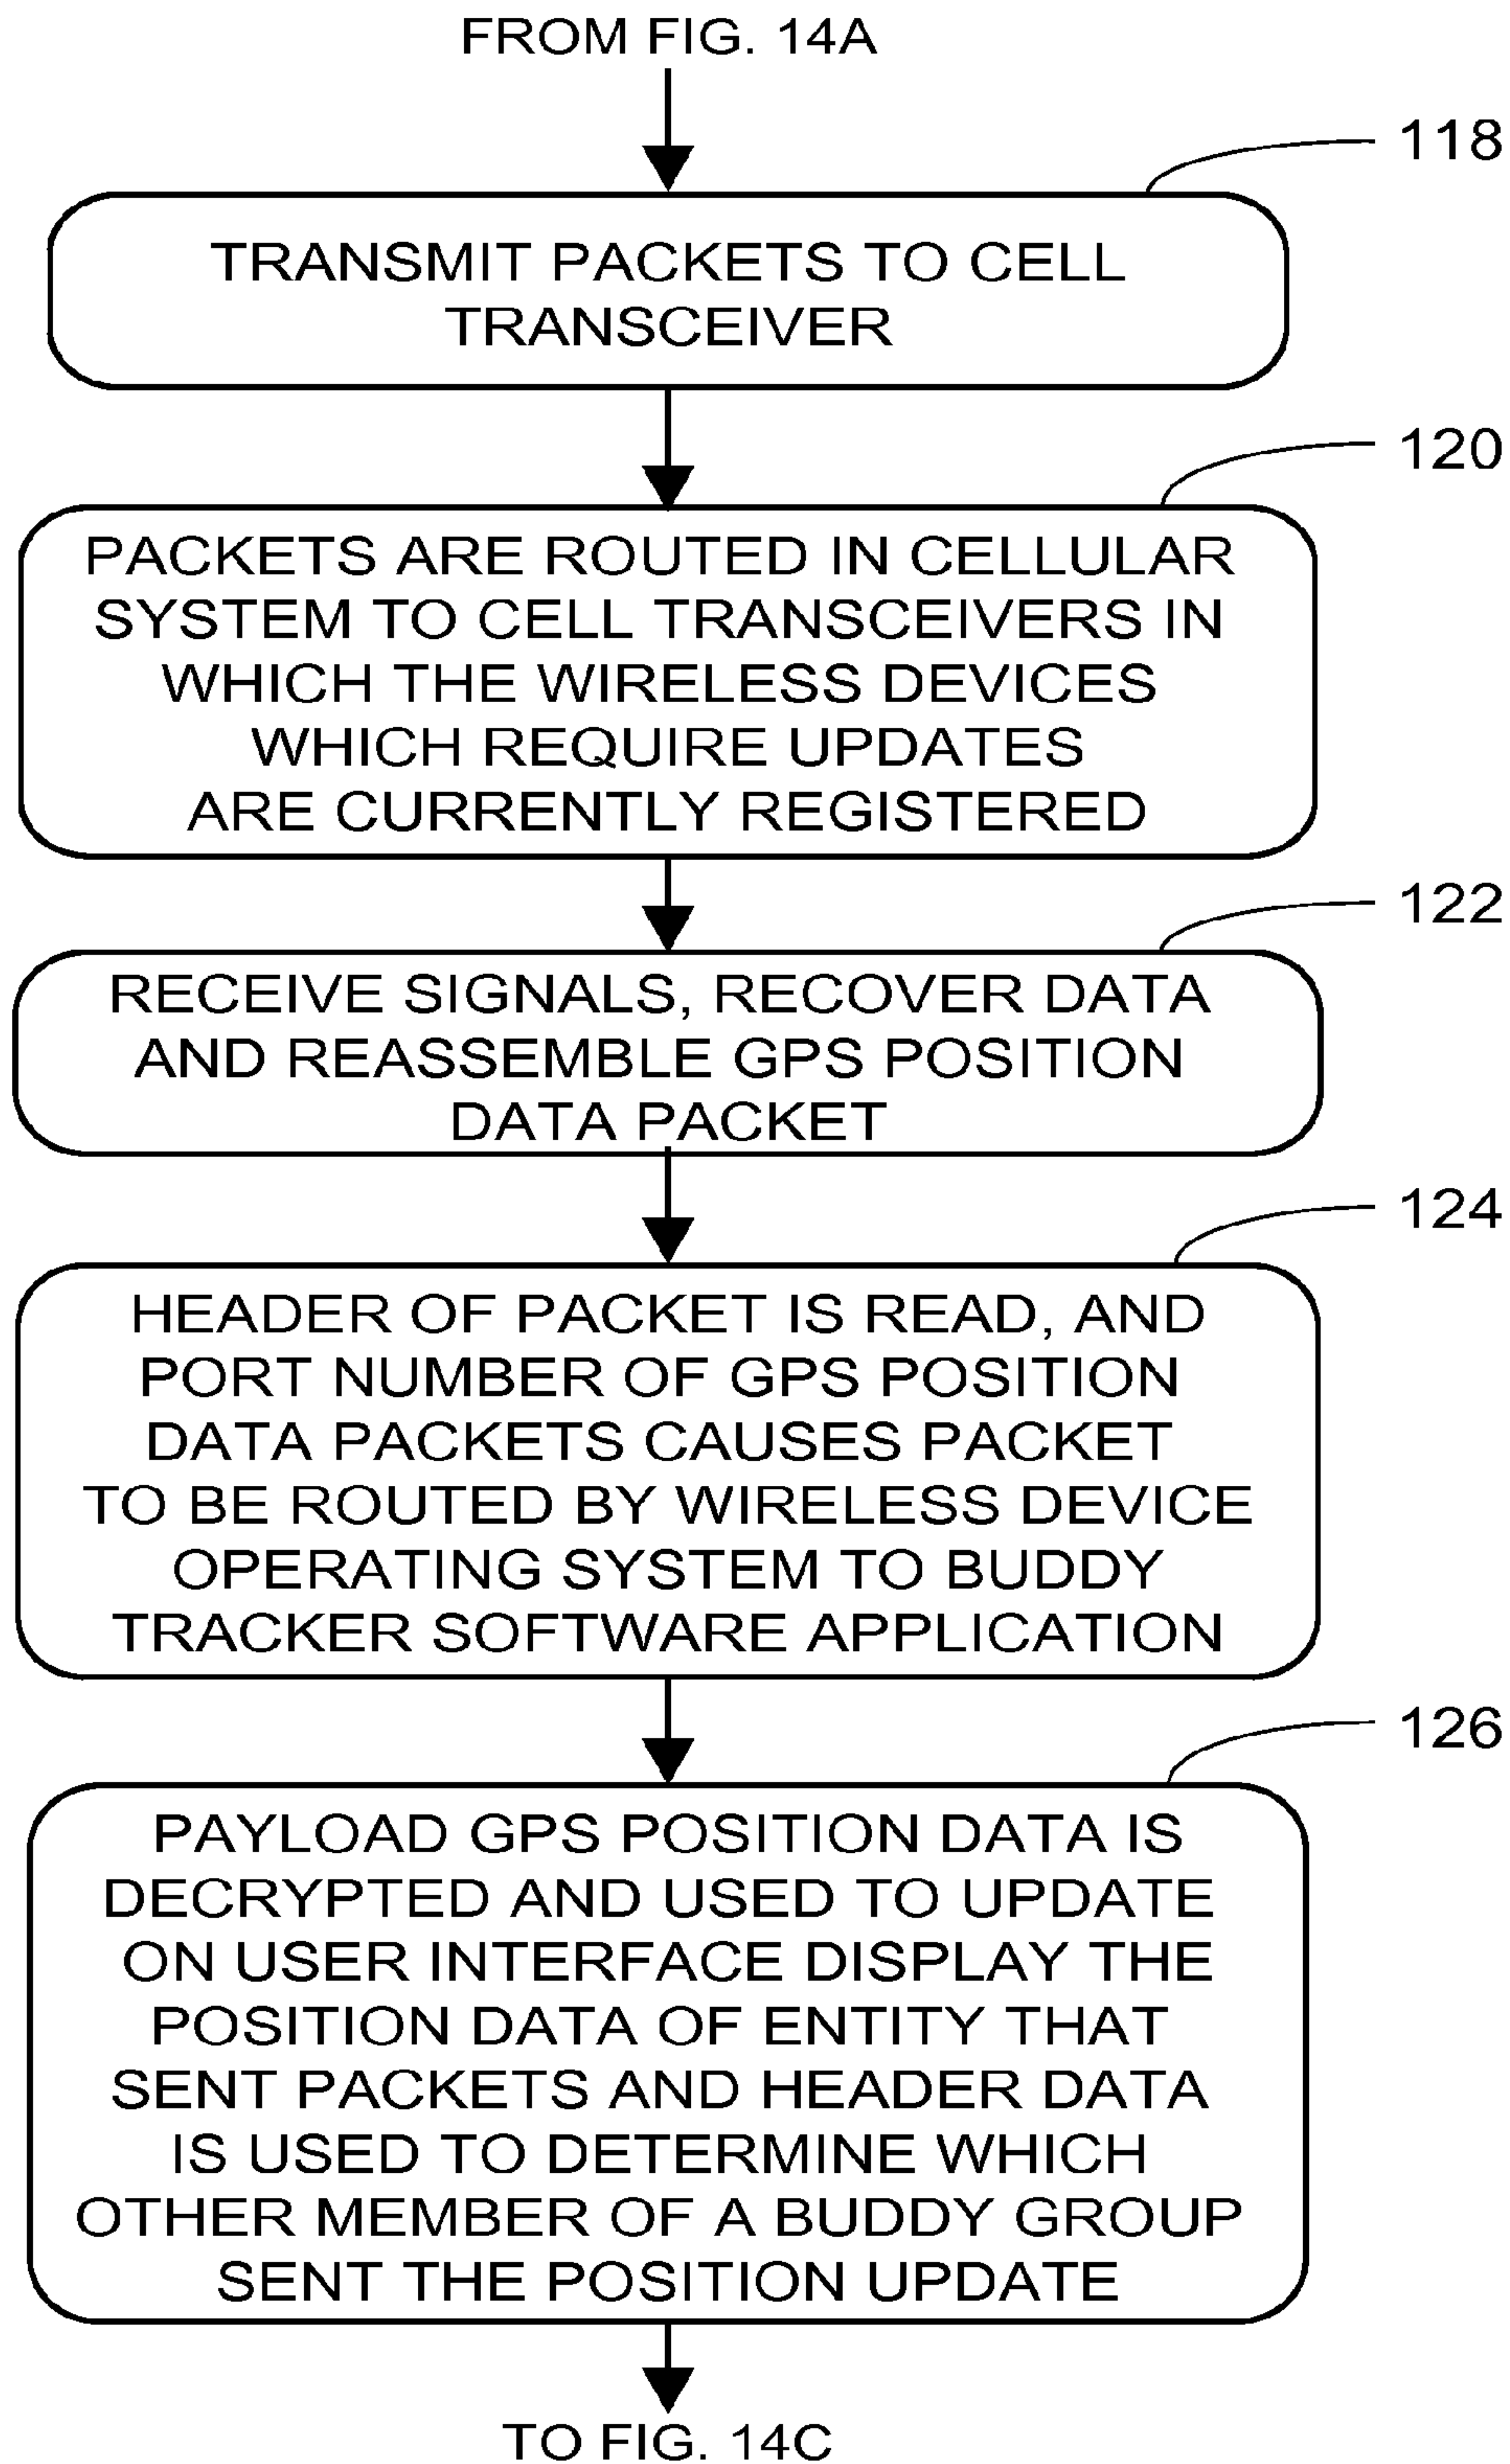 FROM FIG. 14A
118
TRANSMIT PACKETS TO CELL
TRANSCEIVER
120
PACKETS ARE ROUTED IN CELLULAR
SYSTEM TO CELL TRANSCEIVERS IN
WHICH THE WIRELESS DEVICES
WHICH REQUIRE UPDATES
ARE CURRENTLY REGISTERED
122
RECEIVE SIGNALS, RECOVER DATA
AND REASSEMBLE GPS POSITION
DATA PACKET
124
HEADER OF PACKET IS READ, AND
PORT NUMBER OF GPS POSITION
DATA PACKETS CAUSES PACKET
TO BE ROUTED BY WIRELESS DEVICE
OPERATING SYSTEM TO BUDDY
TRACKER SOFTWARE APPLICATION
126
PAYLOAD GPS POSITION DATA IS
DECRYPTED AND USED TO UPDATE
ON USER INTERFACE DISPLAY THE
POSITION DATA OF ENTITY THAT
SENT PACKETS AND HEADER DATA
IS USED TO DETERMINE WHICH
OTHER MEMBER OF A BUDDY GROUP
SENT THE POSITION UPDATE
TO FIG. 14C